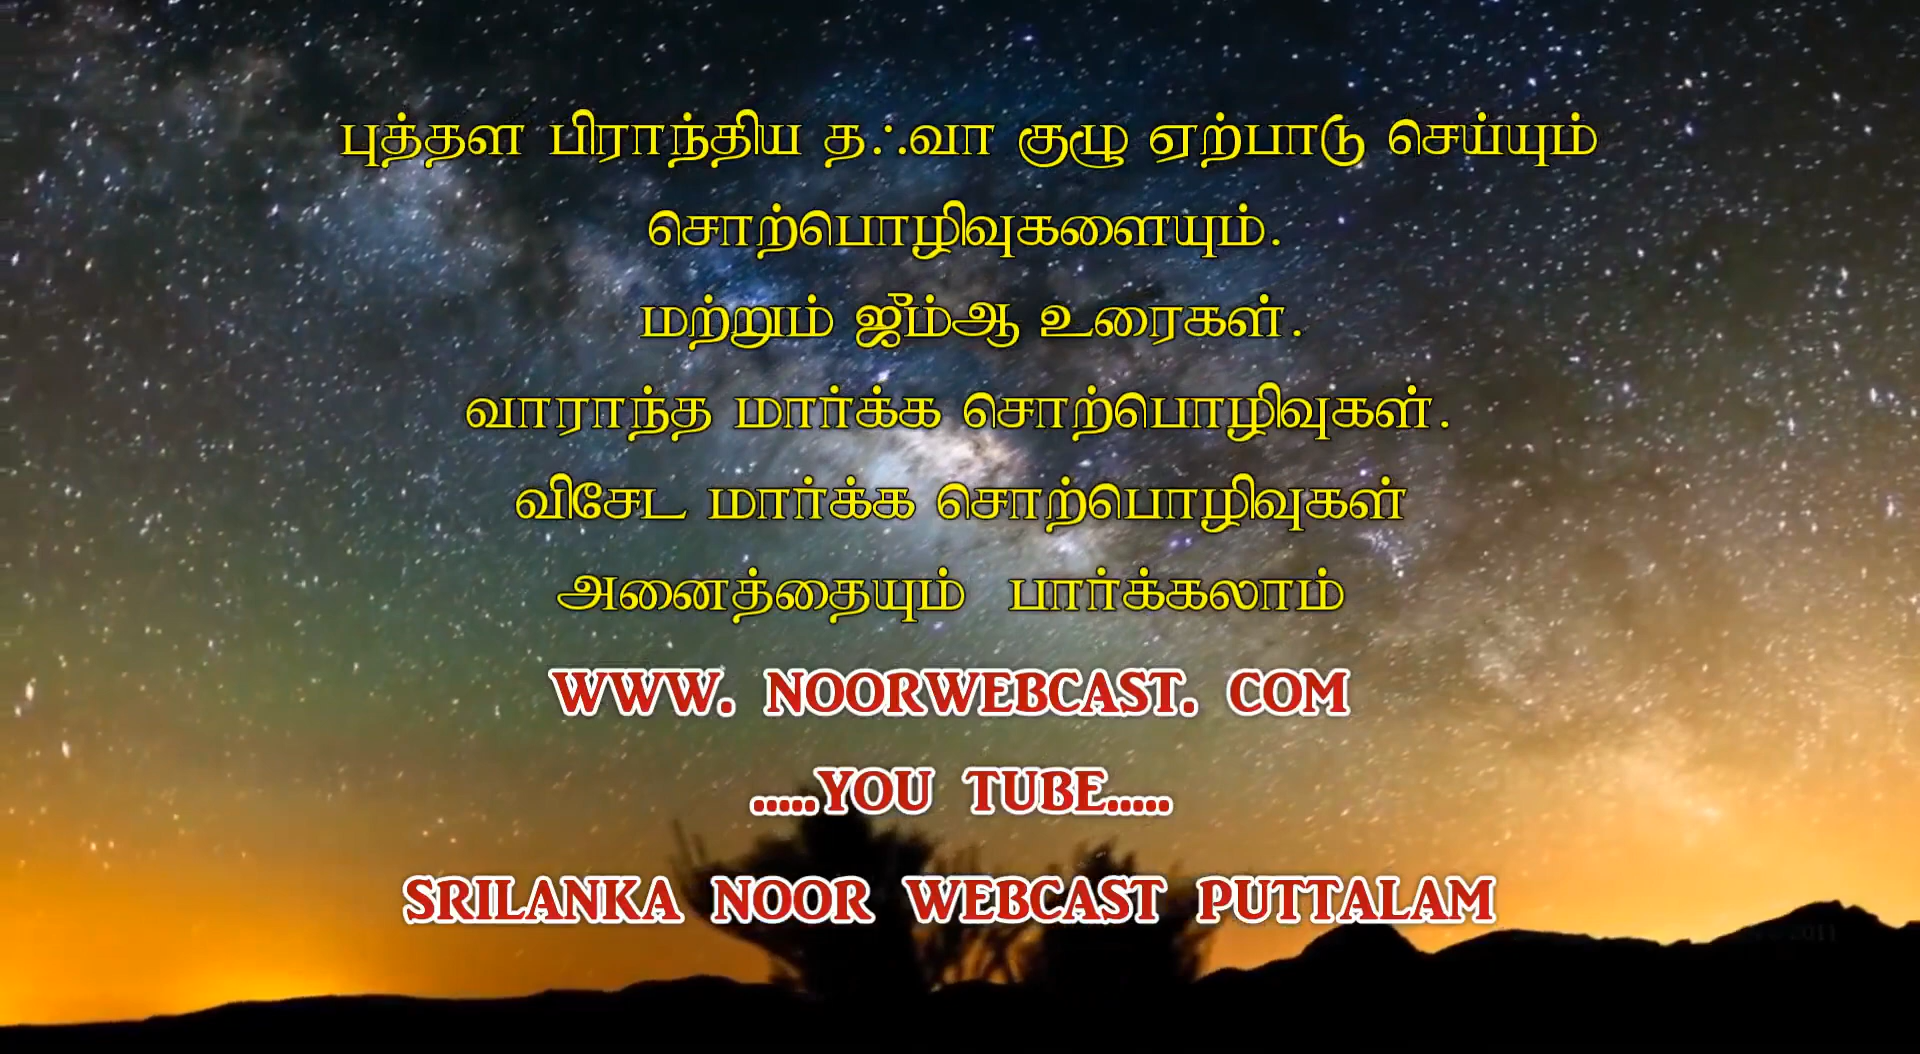 புத்தள பிராந்திய தஃவா குழு ஏற்பாடு செய்யும்
சொற்பொழிவுகளையும்.
மற்றும் ஜீம்ஆ உரைகள்.
வாராந்த மார்க்க சொற்பொழிவுகள்.
விசேட மார்க்க சொற்பொழிவுகள்
அனைத்தையும் பார்க்கலாம்
WWW. NOORWEBCAST. COM
.....YOU TUBE.....
SRILANKA NOOR WEBCAST PUTTALAM